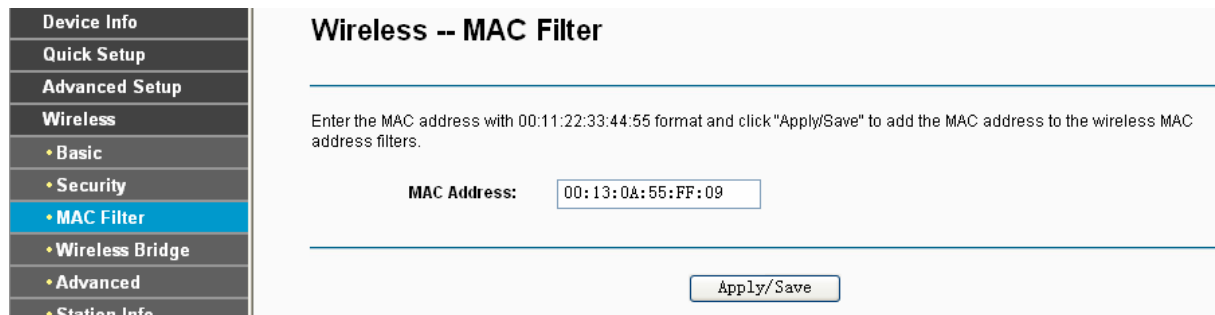 Device Info
Quick Setup
Advanced Setup
Wireless
Basic
Security
MAC Filter
Wireless Bridge
Advanced
Station Info
Wireless -- MAC Filter
Enter the MAC address with 00:11:22:33:44:55 format and click "Apply/Save" to add the MAC address to the wireless MAC
address filters.
MAC Address: 00:13:0A:55:FF:09
Apply/Save